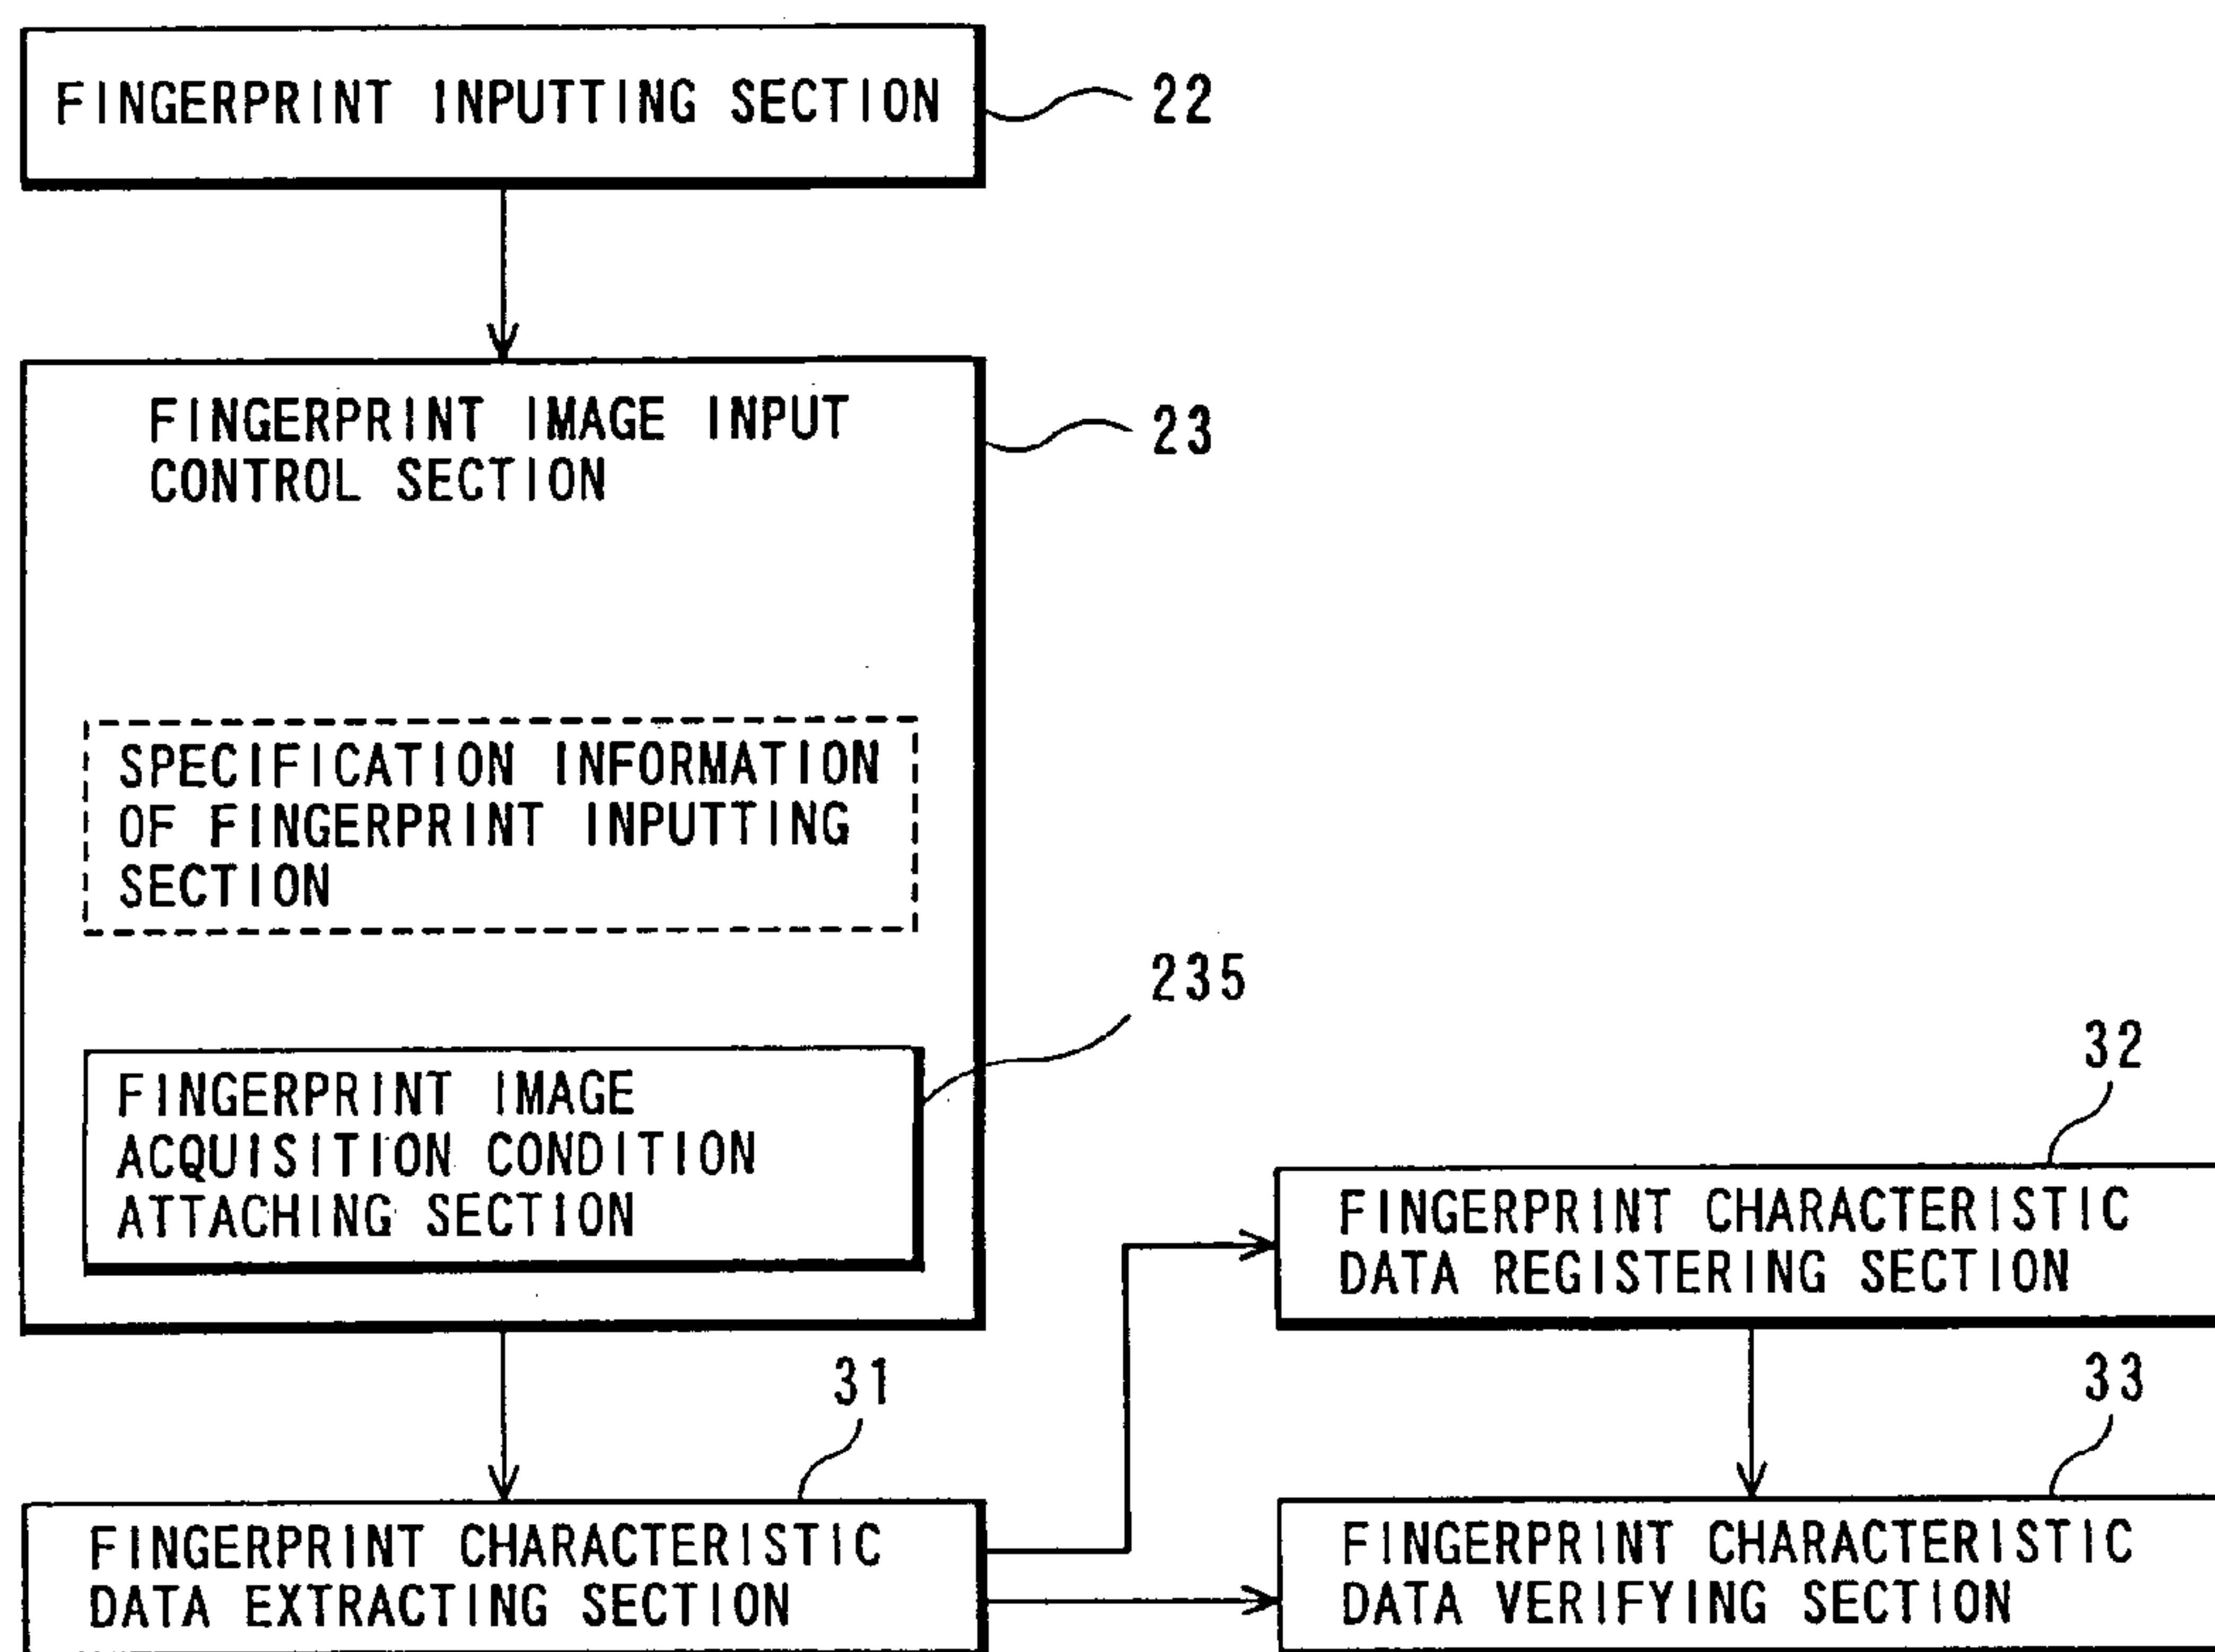 FINGERPRINT INPUTTING SECTION
22
FINGERPRINT IMAGE INPUT
CONTROL SECTION
23
SPECIFICATION INFORMATION
OF FINGERPRINT INPUTTING
SECTION
235
FINGERPRINT IMAGE
ACQUISITION CONDITION
ATTACHING SECTION
32
FINGERPRINT CHARACTERISTIC
DATA REGISTERING SECTION
31
33
FINGERPRINT CHARACTERISTIC
DATA EXTRACTING SECTION
FINGERPRINT CHARACTERISTIC
DATA VERIFYING SECTION